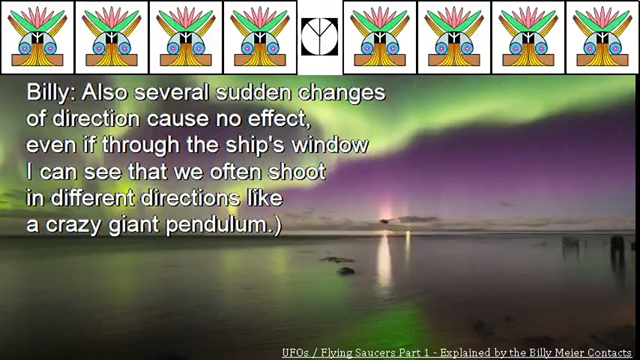 Billy: Also several sudden changes
of direction cause no effect,
even if through the ship's window
I can see that we often shoot
in different directions like
a crazy giant pendulum.)
UFOs / Flying Saucers Part 1 - Explained by the Billy Meier Contacts